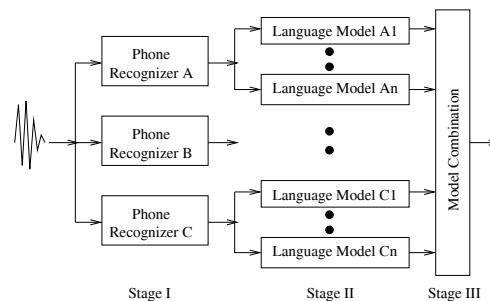 Phone
Recognizer A
Phone
Recognizer B
Phone
Recognizer C
Language Model A1
Language Model An
Language Model C1
Language Model Cn
Model Combination
Stage I
Stage II
Stage III